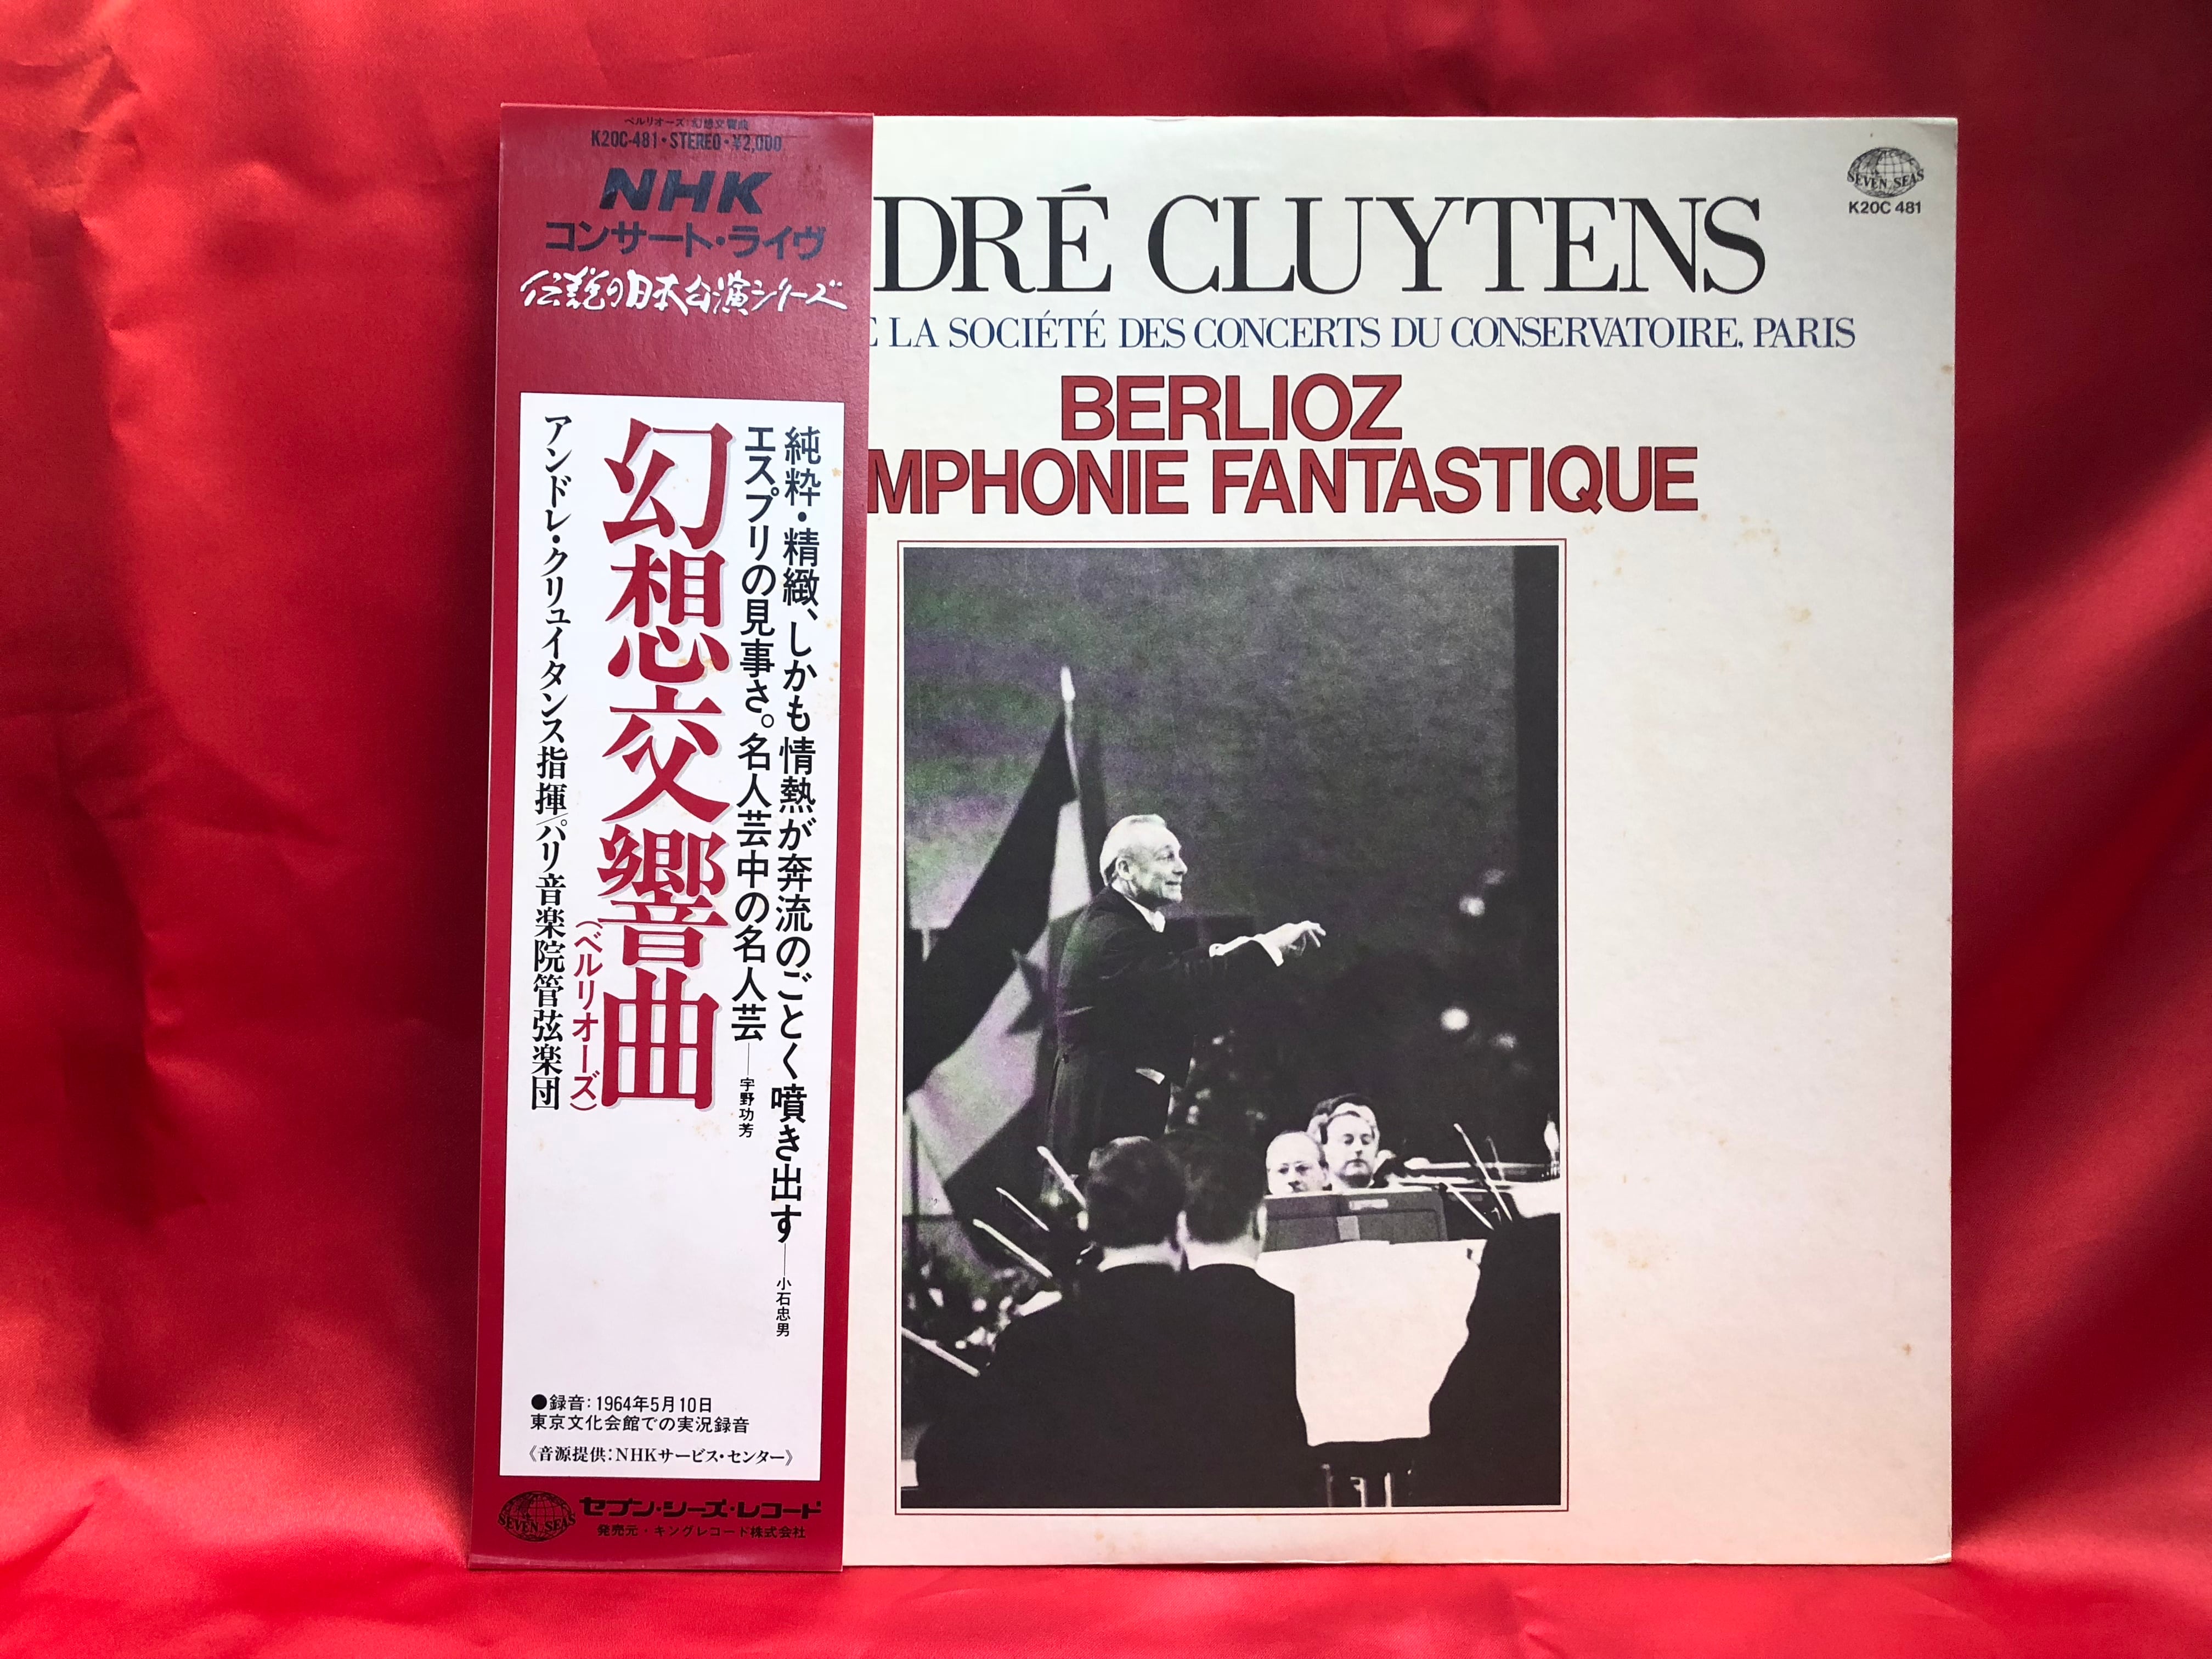 ベルリオーズ:幻想交響曲
K20C-481・STEREO・¥2,000
NHK
コンサート・ライヴ
伝説の日本公演シリーズ
純粋・精緻、しかも情熱が奔流のごとく噴き出す——小石忠男
エスプリの見事さ。名人芸中の名人芸——宇野功芳
幻想交響曲
(ベルリオーズ)
アンドレ・クリュイタンス指揮/パリ音楽院管弦楽団
●録音:1964年5月10日
東京文化会館での実況録音
《音源提供:NHKサービス・センター》
SEVEN SEAS
セブン・シーズ・レコード
発売元・キングレコード株式会社
SEVEN SEAS
K20C 481
DRÉ CLUYTENS
E LA SOCIÉTÉ DES CONCERTS DU CONSERVATOIRE, PARIS
BERLIOZ
MPHONIE FANTASTIQUE